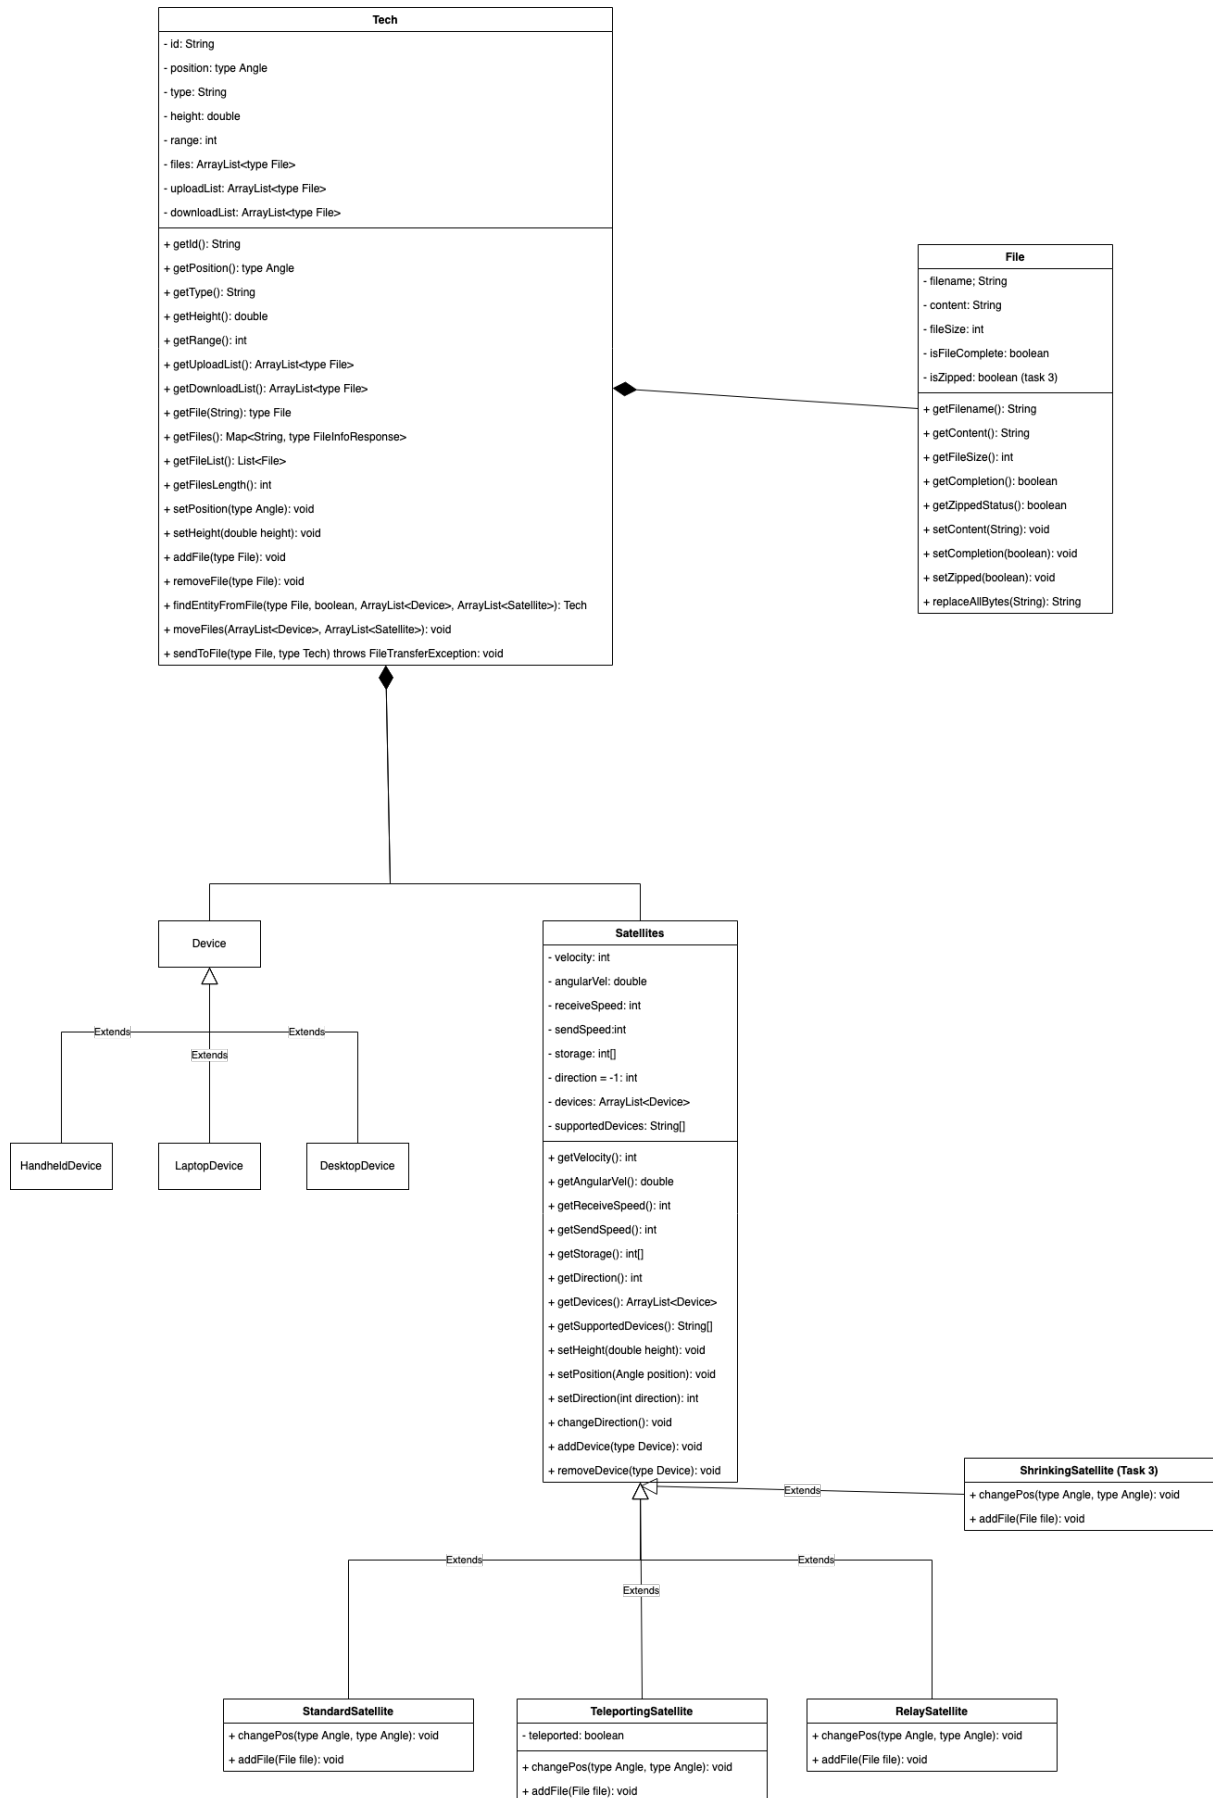 Tech
- id: String
- position: type Angle
- type: String
- height: double
- range: int
- files: ArrayList<type File>
- uploadList: ArrayList<type File>
- downloadList: ArrayList<type File>
+ getId(): String
+ getPosition(): type Angle
+ getType(): String
+ getHeight(): double
+ getRange(): int
+ getUploadList(): ArrayList<type File>
+ getDownloadList(): ArrayList<type File>
+ getFile(String): type File
+ getFiles(): Map<String, type FileInfoResponse>
+ getFileList(): List<File>
+ getFilesLength(): int
+ setPosition(type Angle): void
+ setHeight(double height): void
+ addFile(type File): void
+ removeFile(type File): void
+ findEntityFromFile(type File, boolean, ArrayList<Device>, ArrayList<Satellite>): Tech
+ moveFiles(ArrayList<Device>, ArrayList<Satellite>): void
+ sendToFile(type File, type Tech) throws FileTransferException: void
File
- filename; String
- content: String
- fileSize: int
- isFileComplete: boolean
- isZipped: boolean (task 3)
+ getFilename(): String
+ getContent(): String
+ getFileSize(): int
+ getCompletion(): boolean
+ getZippedStatus(): boolean
+ setContent(String): void
+ setCompletion(boolean): void
+ setZipped(boolean): void
+ replaceAllBytes(String): String
Device
Extends
Extends
Extends
HandheldDevice
LaptopDevice
DesktopDevice
Satellites
- velocity: int
- angularVel: double
- receiveSpeed: int
- sendSpeed:int
- storage: int[]
- direction = -1: int
- devices: ArrayList<Device>
- supportedDevices: String[]
+ getVelocity(): int
+ getAngularVel(): double
+ getReceiveSpeed(): int
+ getSendSpeed(): int
+ getStorage(): int[]
+ getDirection(): int
+ getDevices(): ArrayList<Device>
+ getSupportedDevices(): String[]
+ setHeight(double height): void
+ setPosition(Angle position): void
+ setDirection(int direction): int
+ changeDirection(): void
+ addDevice(type Device): void
+ removeDevice(type Device): void
Extends
ShrinkingSatellite (Task 3)
+ changePos(type Angle, type Angle): void
+ addFile(File file): void
Extends
Extends
Extends
StandardSatellite
+ changePos(type Angle, type Angle): void
+ addFile(File file): void
TeleportingSatellite
- teleported: boolean
+ changePos(type Angle, type Angle): void
+ addFile(File file): void
RelaySatellite
+ changePos(type Angle, type Angle): void
+ addFile(File file): void